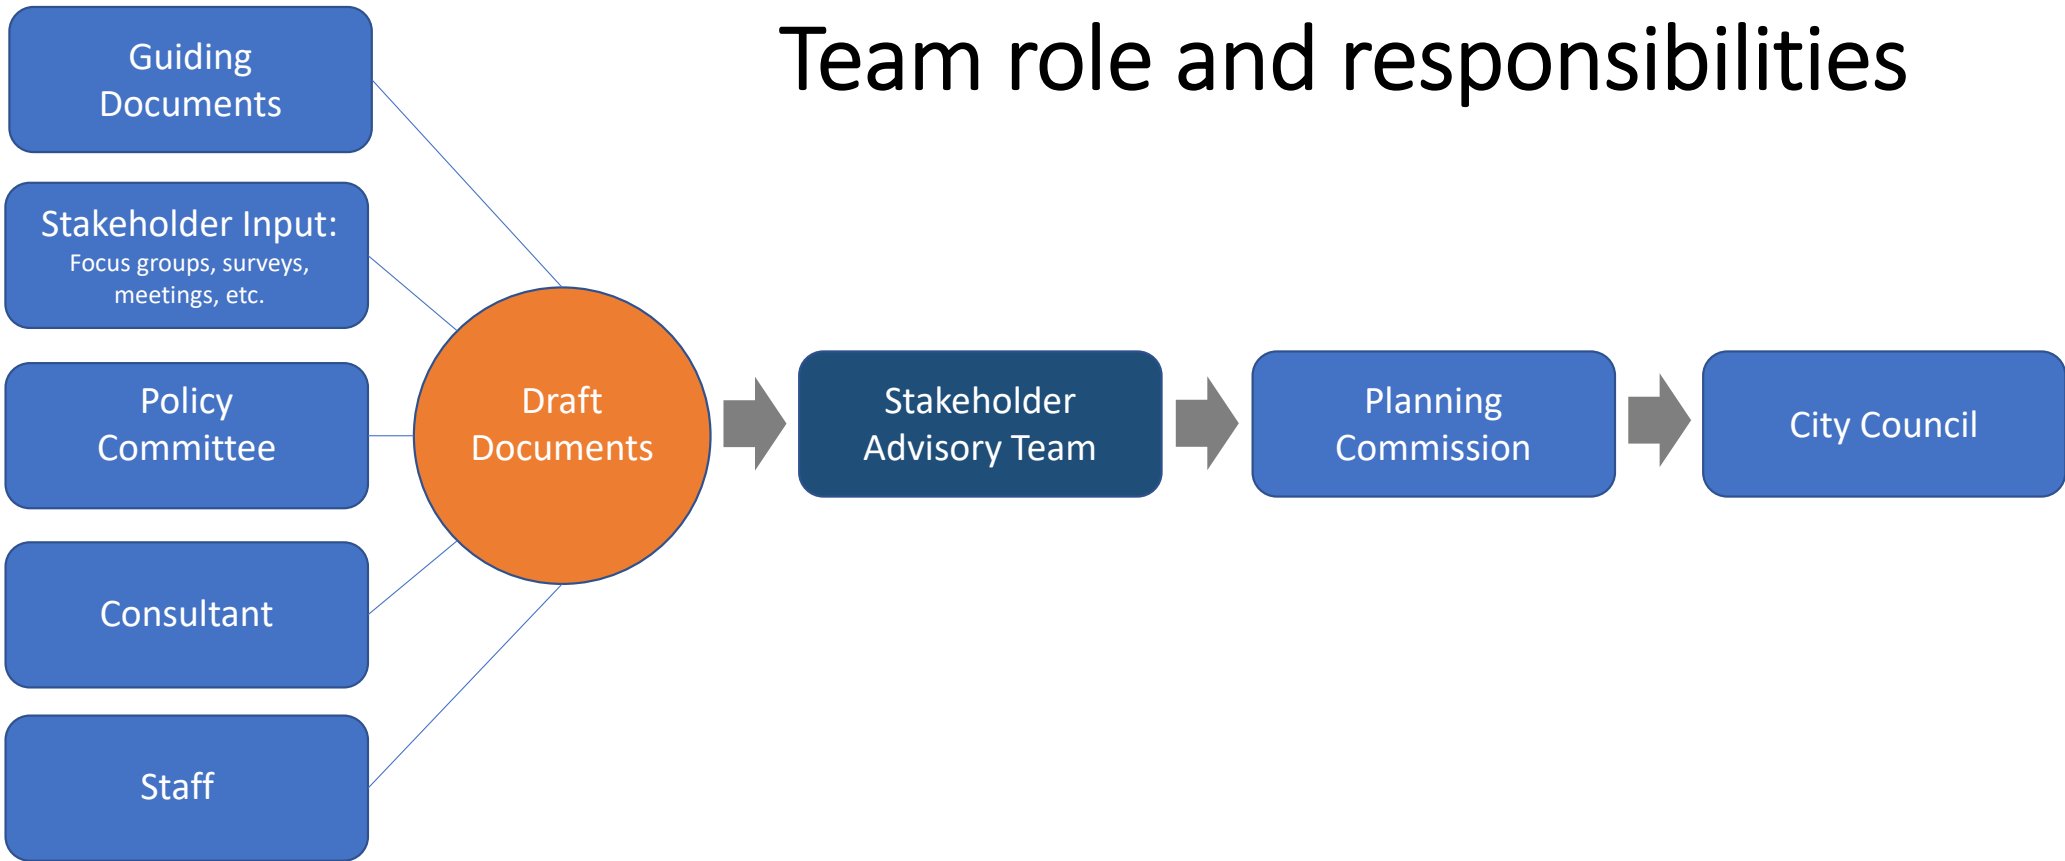 Team role and responsibilities
Guiding
Documents
Stakeholder Input:
Focus groups, surveys,
meetings, etc.
Policy
Committee
Consultant
Staff
Draft
Documents
Stakeholder
Advisory Team
Planning
Commission
City Council